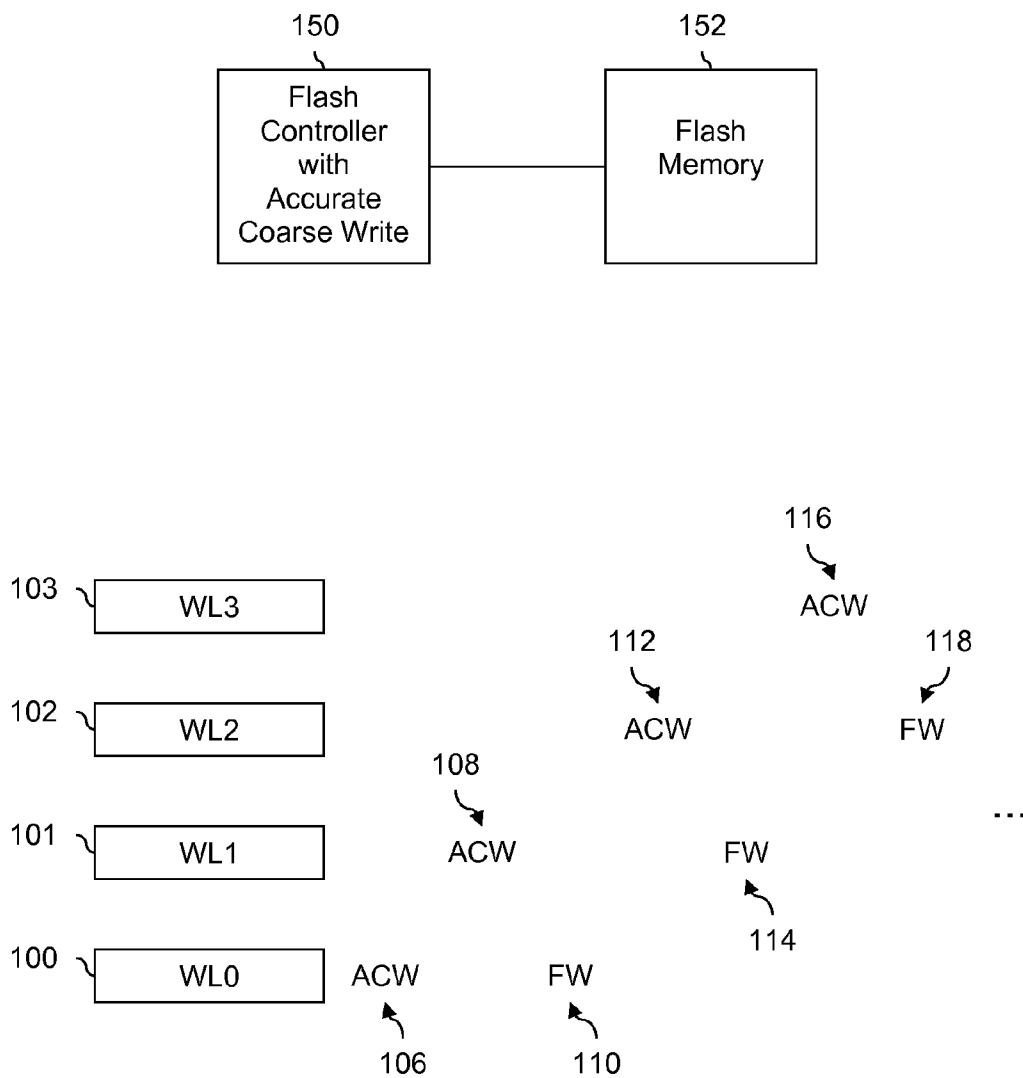 150 152
Flash
Controller
with
Accurate
Coarse Write
Flash
Memory
116
103 WL3 ACW
112 118
102 WL2 ACW FW
108
101 WL1 ACW FW ...
114
100 WL0 ACW FW
106 110